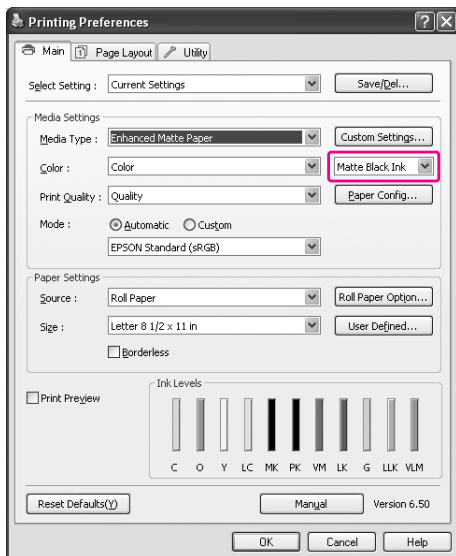 Printing Preferences
Main Page Layout Utility
Select Setting : Current Settings Save/Del...
Media Settings
Media Type : Enhanced Matte Paper Custom Settings...
Color : Color Matte Black Ink
Print Quality : Quality Paper Config...
Mode : Automatic Custom
EPSON Standard (sRGB)
Paper Settings
Source : Roll Paper Roll Paper Option...
Size : Letter 8 1/2 x 11 in User Defined...
Borderless
Print Preview
Ink Levels
C O Y LC MK PK VM LK G LLK VLM
Reset Defaults(Y) Manual Version 6.50
OK Cancel Help